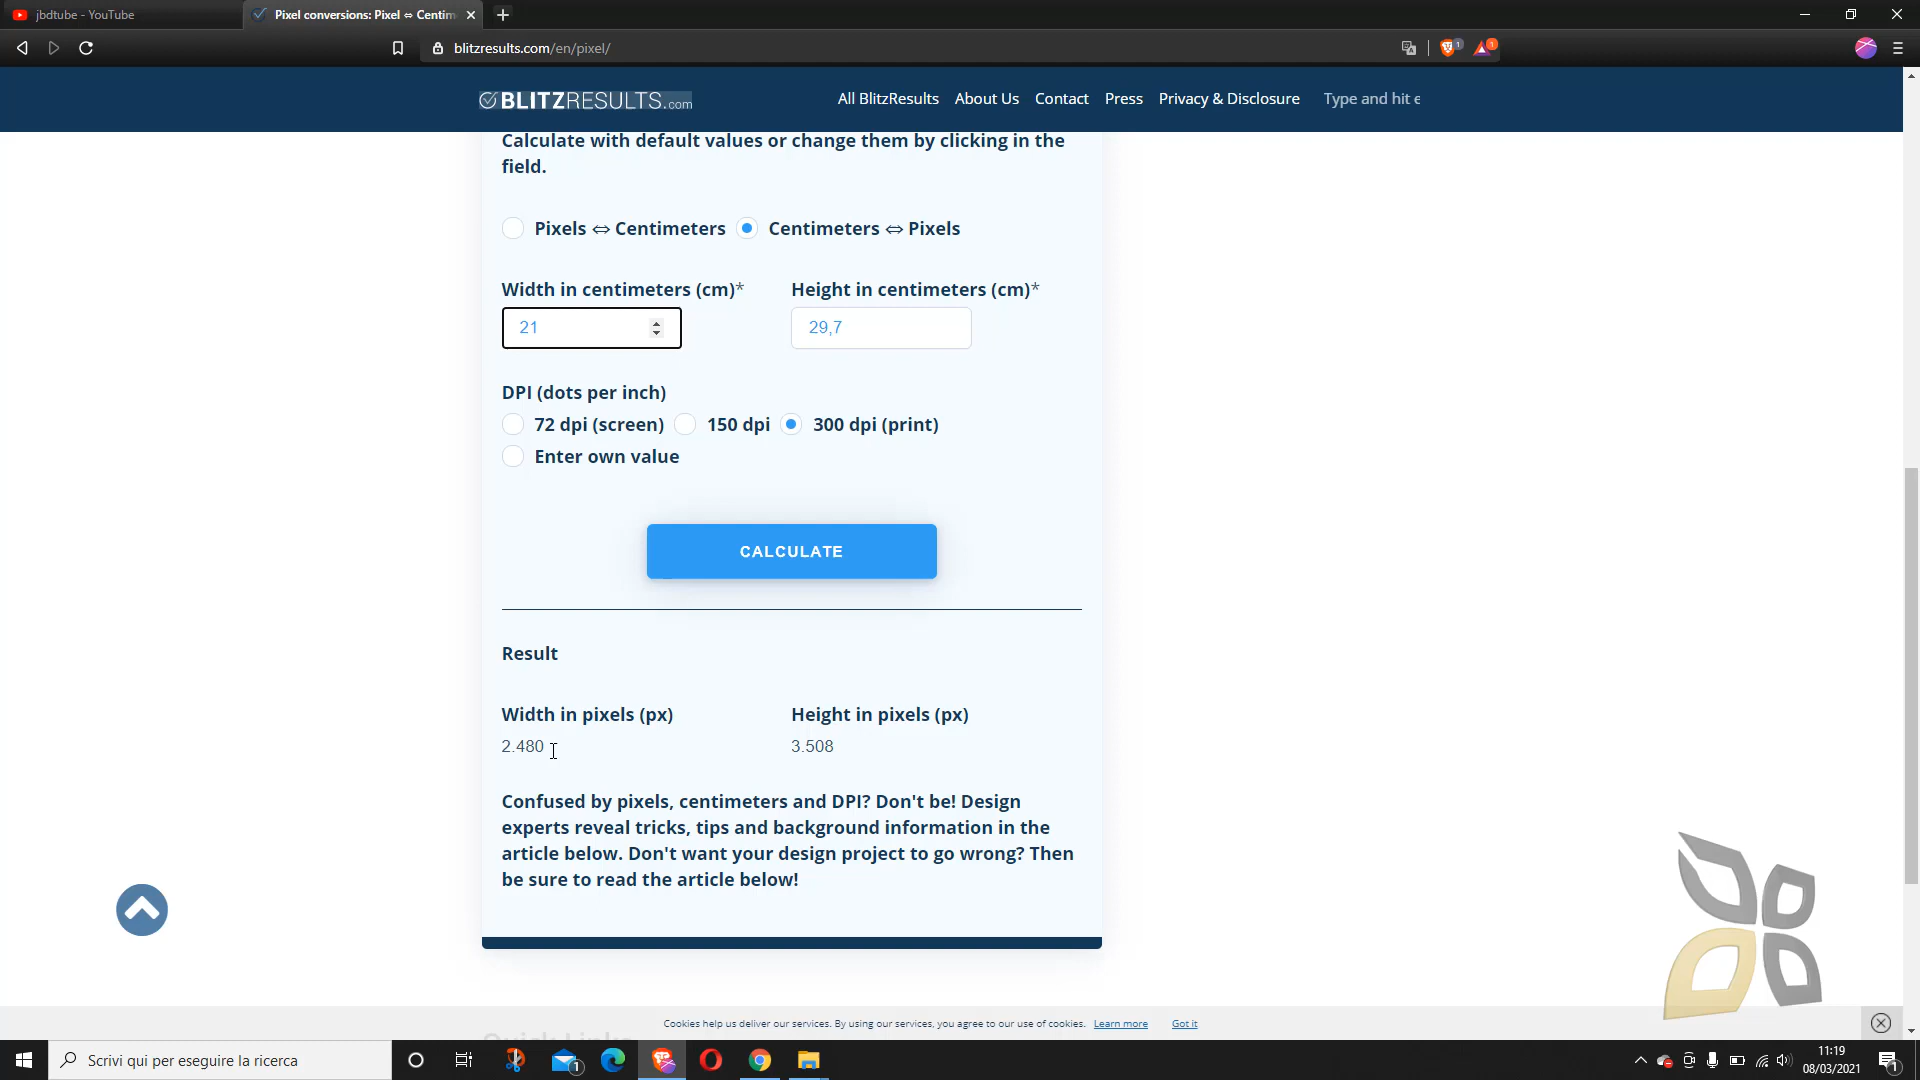 jbdtube - YouTube
Pixel conversions: Pixel ⇔ Centim
blitzresults.com/en/pixel/
1
1
BLITZRESULTS.com
All BlitzResults About Us Contact Press Privacy & Disclosure Type and hit e
Calculate with default values or change them by clicking in the
field.
Pixels ⇔ Centimeters Centimeters ⇔ Pixels
Width in centimeters (cm)* Height in centimeters (cm)*
21 29,7
DPI (dots per inch)
72 dpi (screen) 150 dpi 300 dpi (print)
Enter own value
CALCULATE
Result
Width in pixels (px) Height in pixels (px)
2.480 3.508
Confused by pixels, centimeters and DPI? Don't be! Design
experts reveal tricks, tips and background information in the
article below. Don't want your design project to go wrong? Then
be sure to read the article below!
Quick Links
Cookies help us deliver our services. By using our services, you agree to our use of cookies. Learn more Got it
Scrivi qui per eseguire la ricerca
1
11:19
08/03/2021
1